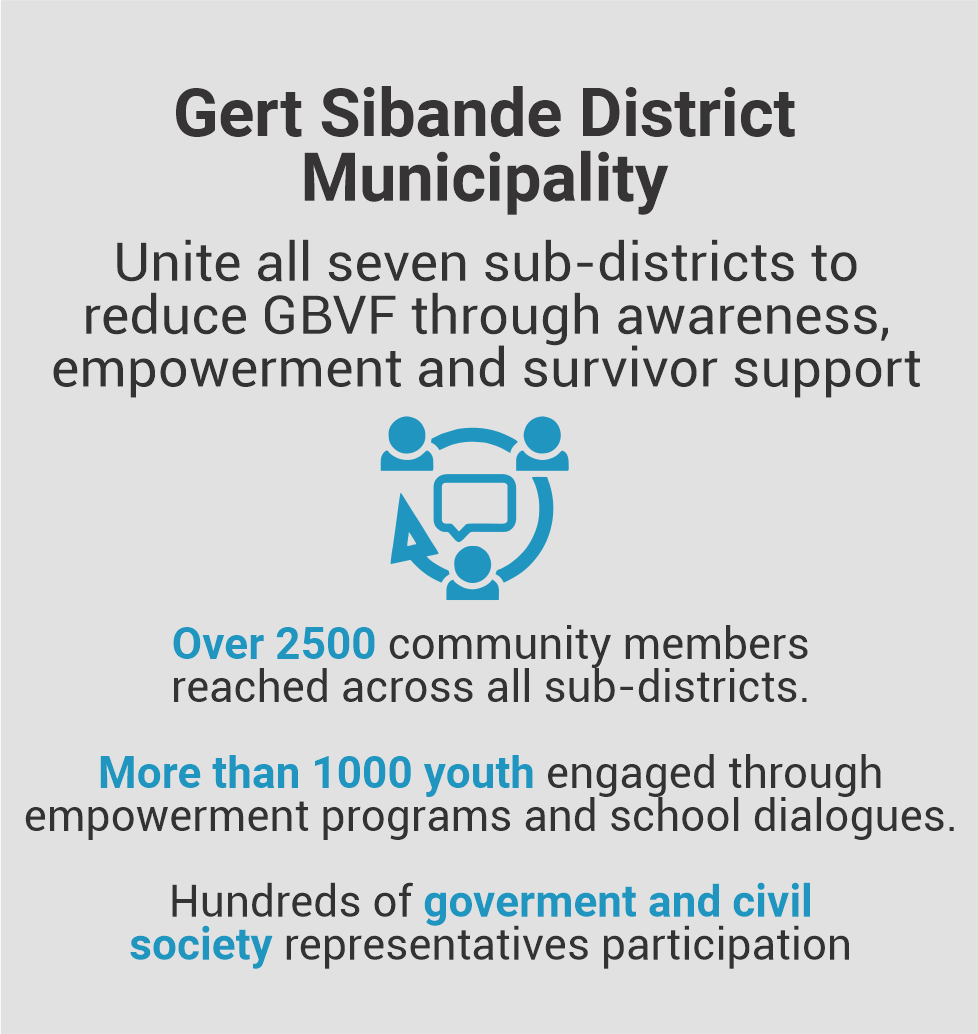 Gert Sibande District
Municipality
Unite all seven sub-districts to
reduce GBVF through awareness,
empowerment and survivor support
Over 2500 community members
reached across all sub-districts.
More than 1000 youth engaged through
empowerment programs and school dialogues.
Hundreds of goverment and civil
society representatives participation